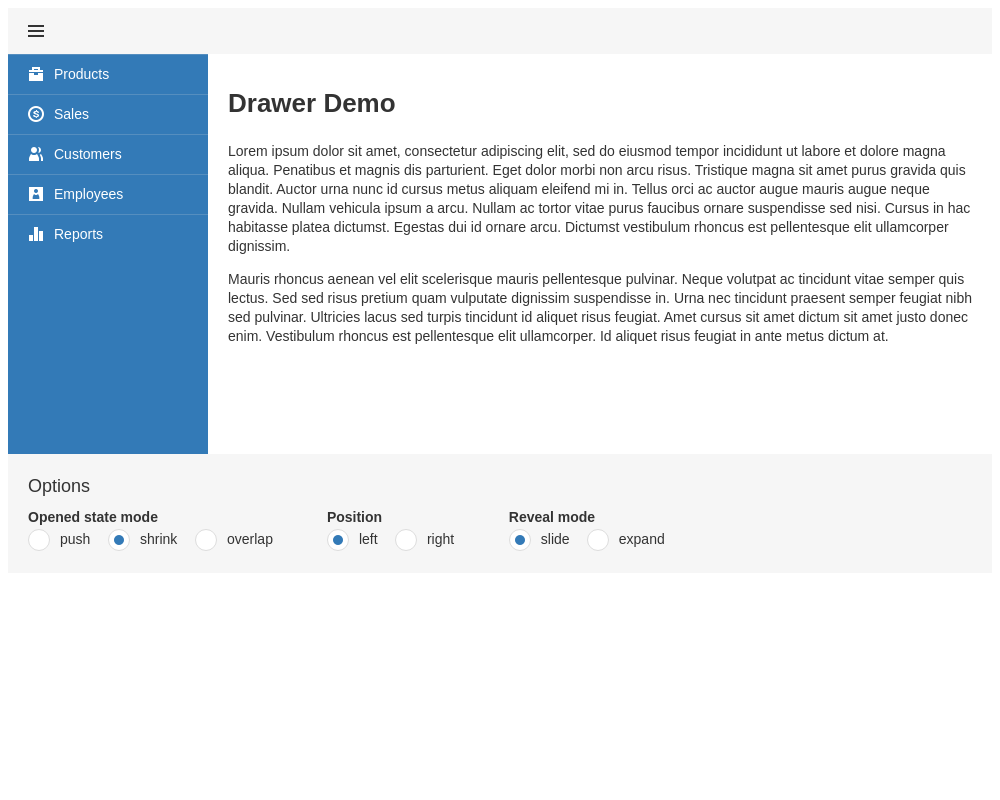 Products
Sales
Customers
Employees
Reports
Drawer Demo
Lorem ipsum dolor sit amet, consectetur adipiscing elit, sed do eiusmod tempor incididunt ut labore et dolore magna
aliqua. Penatibus et magnis dis parturient. Eget dolor morbi non arcu risus. Tristique magna sit amet purus gravida quis
blandit. Auctor urna nunc id cursus metus aliquam eleifend mi in. Tellus orci ac auctor augue mauris augue neque
gravida. Nullam vehicula ipsum a arcu. Nullam ac tortor vitae purus faucibus ornare suspendisse sed nisi. Cursus in hac
habitasse platea dictumst. Egestas dui id ornare arcu. Dictumst vestibulum rhoncus est pellentesque elit ullamcorper
dignissim.
Mauris rhoncus aenean vel elit scelerisque mauris pellentesque pulvinar. Neque volutpat ac tincidunt vitae semper quis
lectus. Sed sed risus pretium quam vulputate dignissim suspendisse in. Urna nec tincidunt praesent semper feugiat nibh
sed pulvinar. Ultricies lacus sed turpis tincidunt id aliquet risus feugiat. Amet cursus sit amet dictum sit amet justo donec
enim. Vestibulum rhoncus est pellentesque elit ullamcorper. Id aliquet risus feugiat in ante metus dictum at.
Options
Opened state mode
push shrink overlap
Position
left right
Reveal mode
slide expand